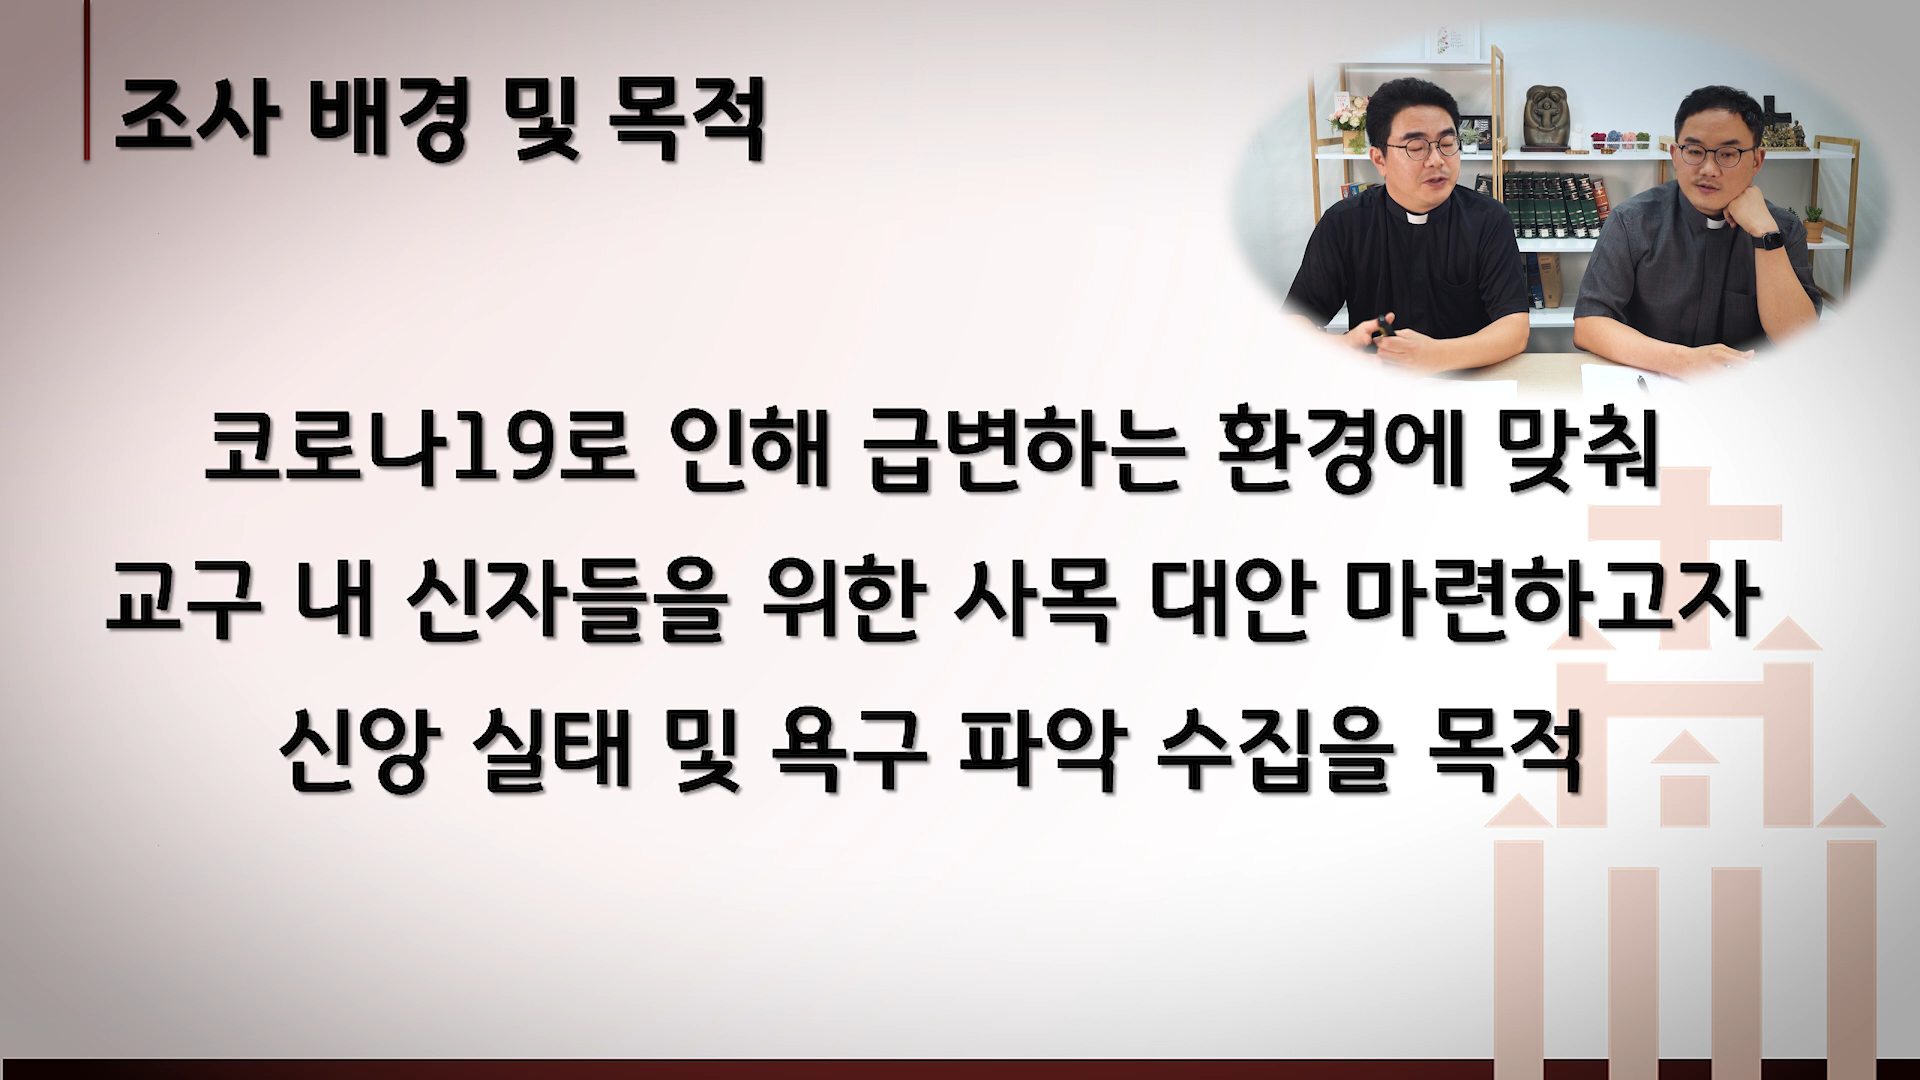 조사 배경 및 목적
코로나19로 인해 급변하는 환경에 맞춰
교구 내 신자들을 위한 사목 대안 마련하고자
신앙 실태 및 욕구 파악 수집을 목적